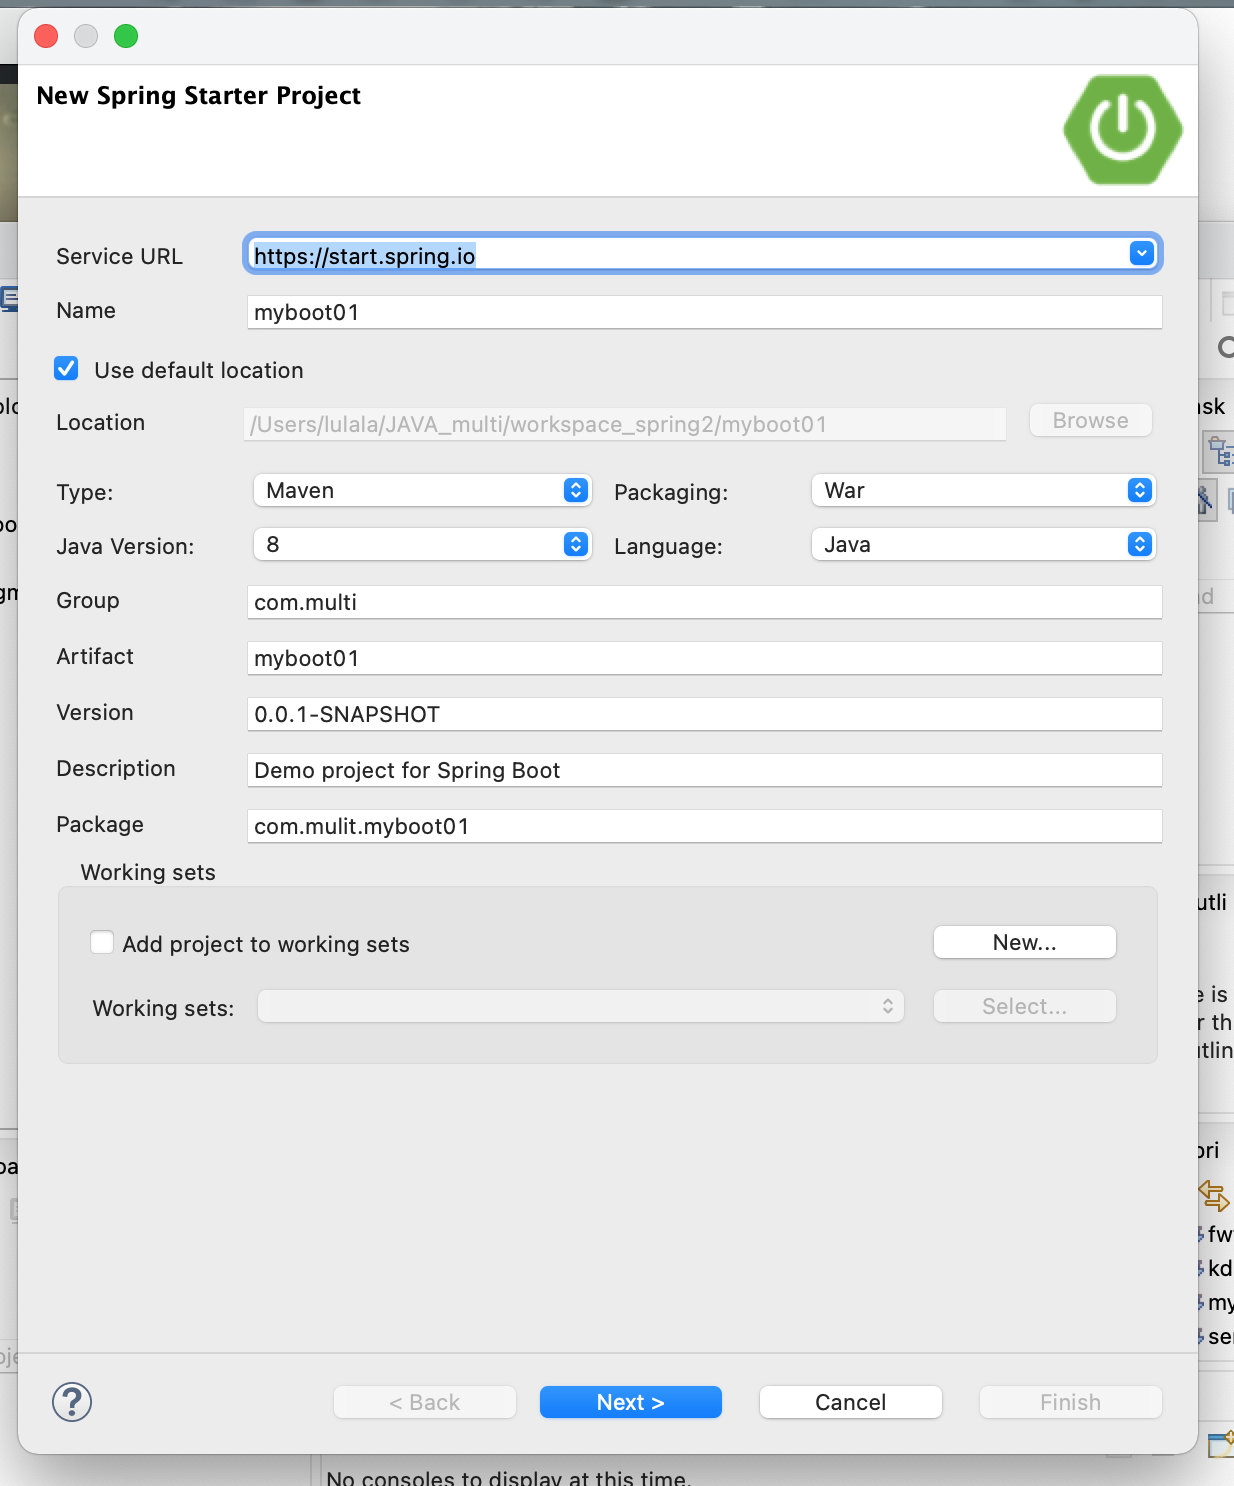 New Spring Starter Project
Service URL
https://start.spring.io
Name
myboot01
Use default location
Location
/Users/lulala/JAVA_multi/workspace_spring2/myboot01
Browse
Type:
Maven
Packaging:
War
Java Version:
8
Language:
Java
Group
com.multi
Artifact
myboot01
Version
0.0.1-SNAPSHOT
Description
Demo project for Spring Boot
Package
com.mulit.myboot01
Working sets
Add project to working sets
New...
Working sets:
Select...
?
< Back
Next >
Cancel
Finish
No consoles to display at this time.